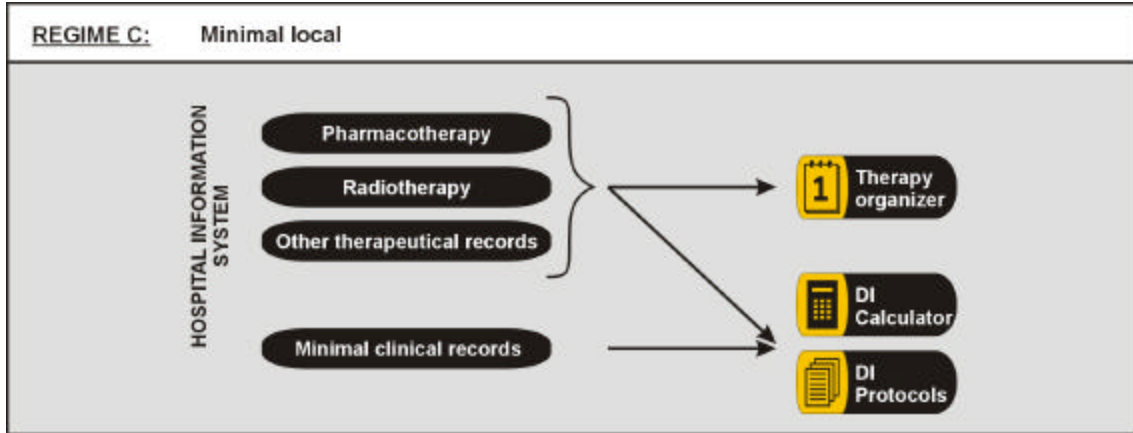 REGIME C: Minimal local
HOSPITAL INFORMATION
SYSTEM
Pharmacotherapy
Radiotherapy
Other therapeutical records
Minimal clinical records
1
Therapy
organizer
DI
Calculator
DI
Protocols